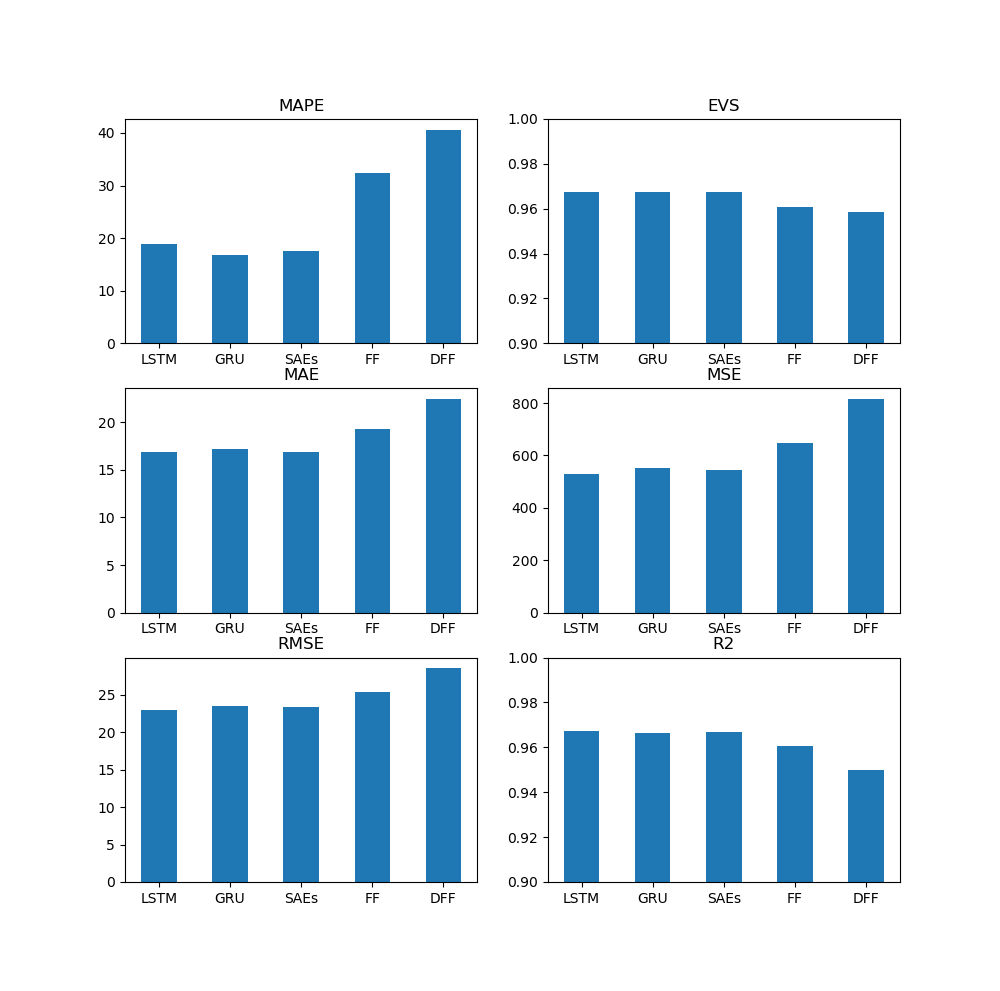 MAPE
40
30
20
10
0
LSTM GRU SAEs FF DFF
EVS
1.00
0.98
0.96
0.94
0.92
0.90
LSTM GRU SAEs FF DFF
MAE
20
15
10
5
0
LSTM GRU SAEs FF DFF
MSE
800
600
400
200
0
LSTM GRU SAEs FF DFF
RMSE
25
20
15
10
5
0
LSTM GRU SAEs FF DFF
R2
1.00
0.98
0.96
0.94
0.92
0.90
LSTM GRU SAEs FF DFF